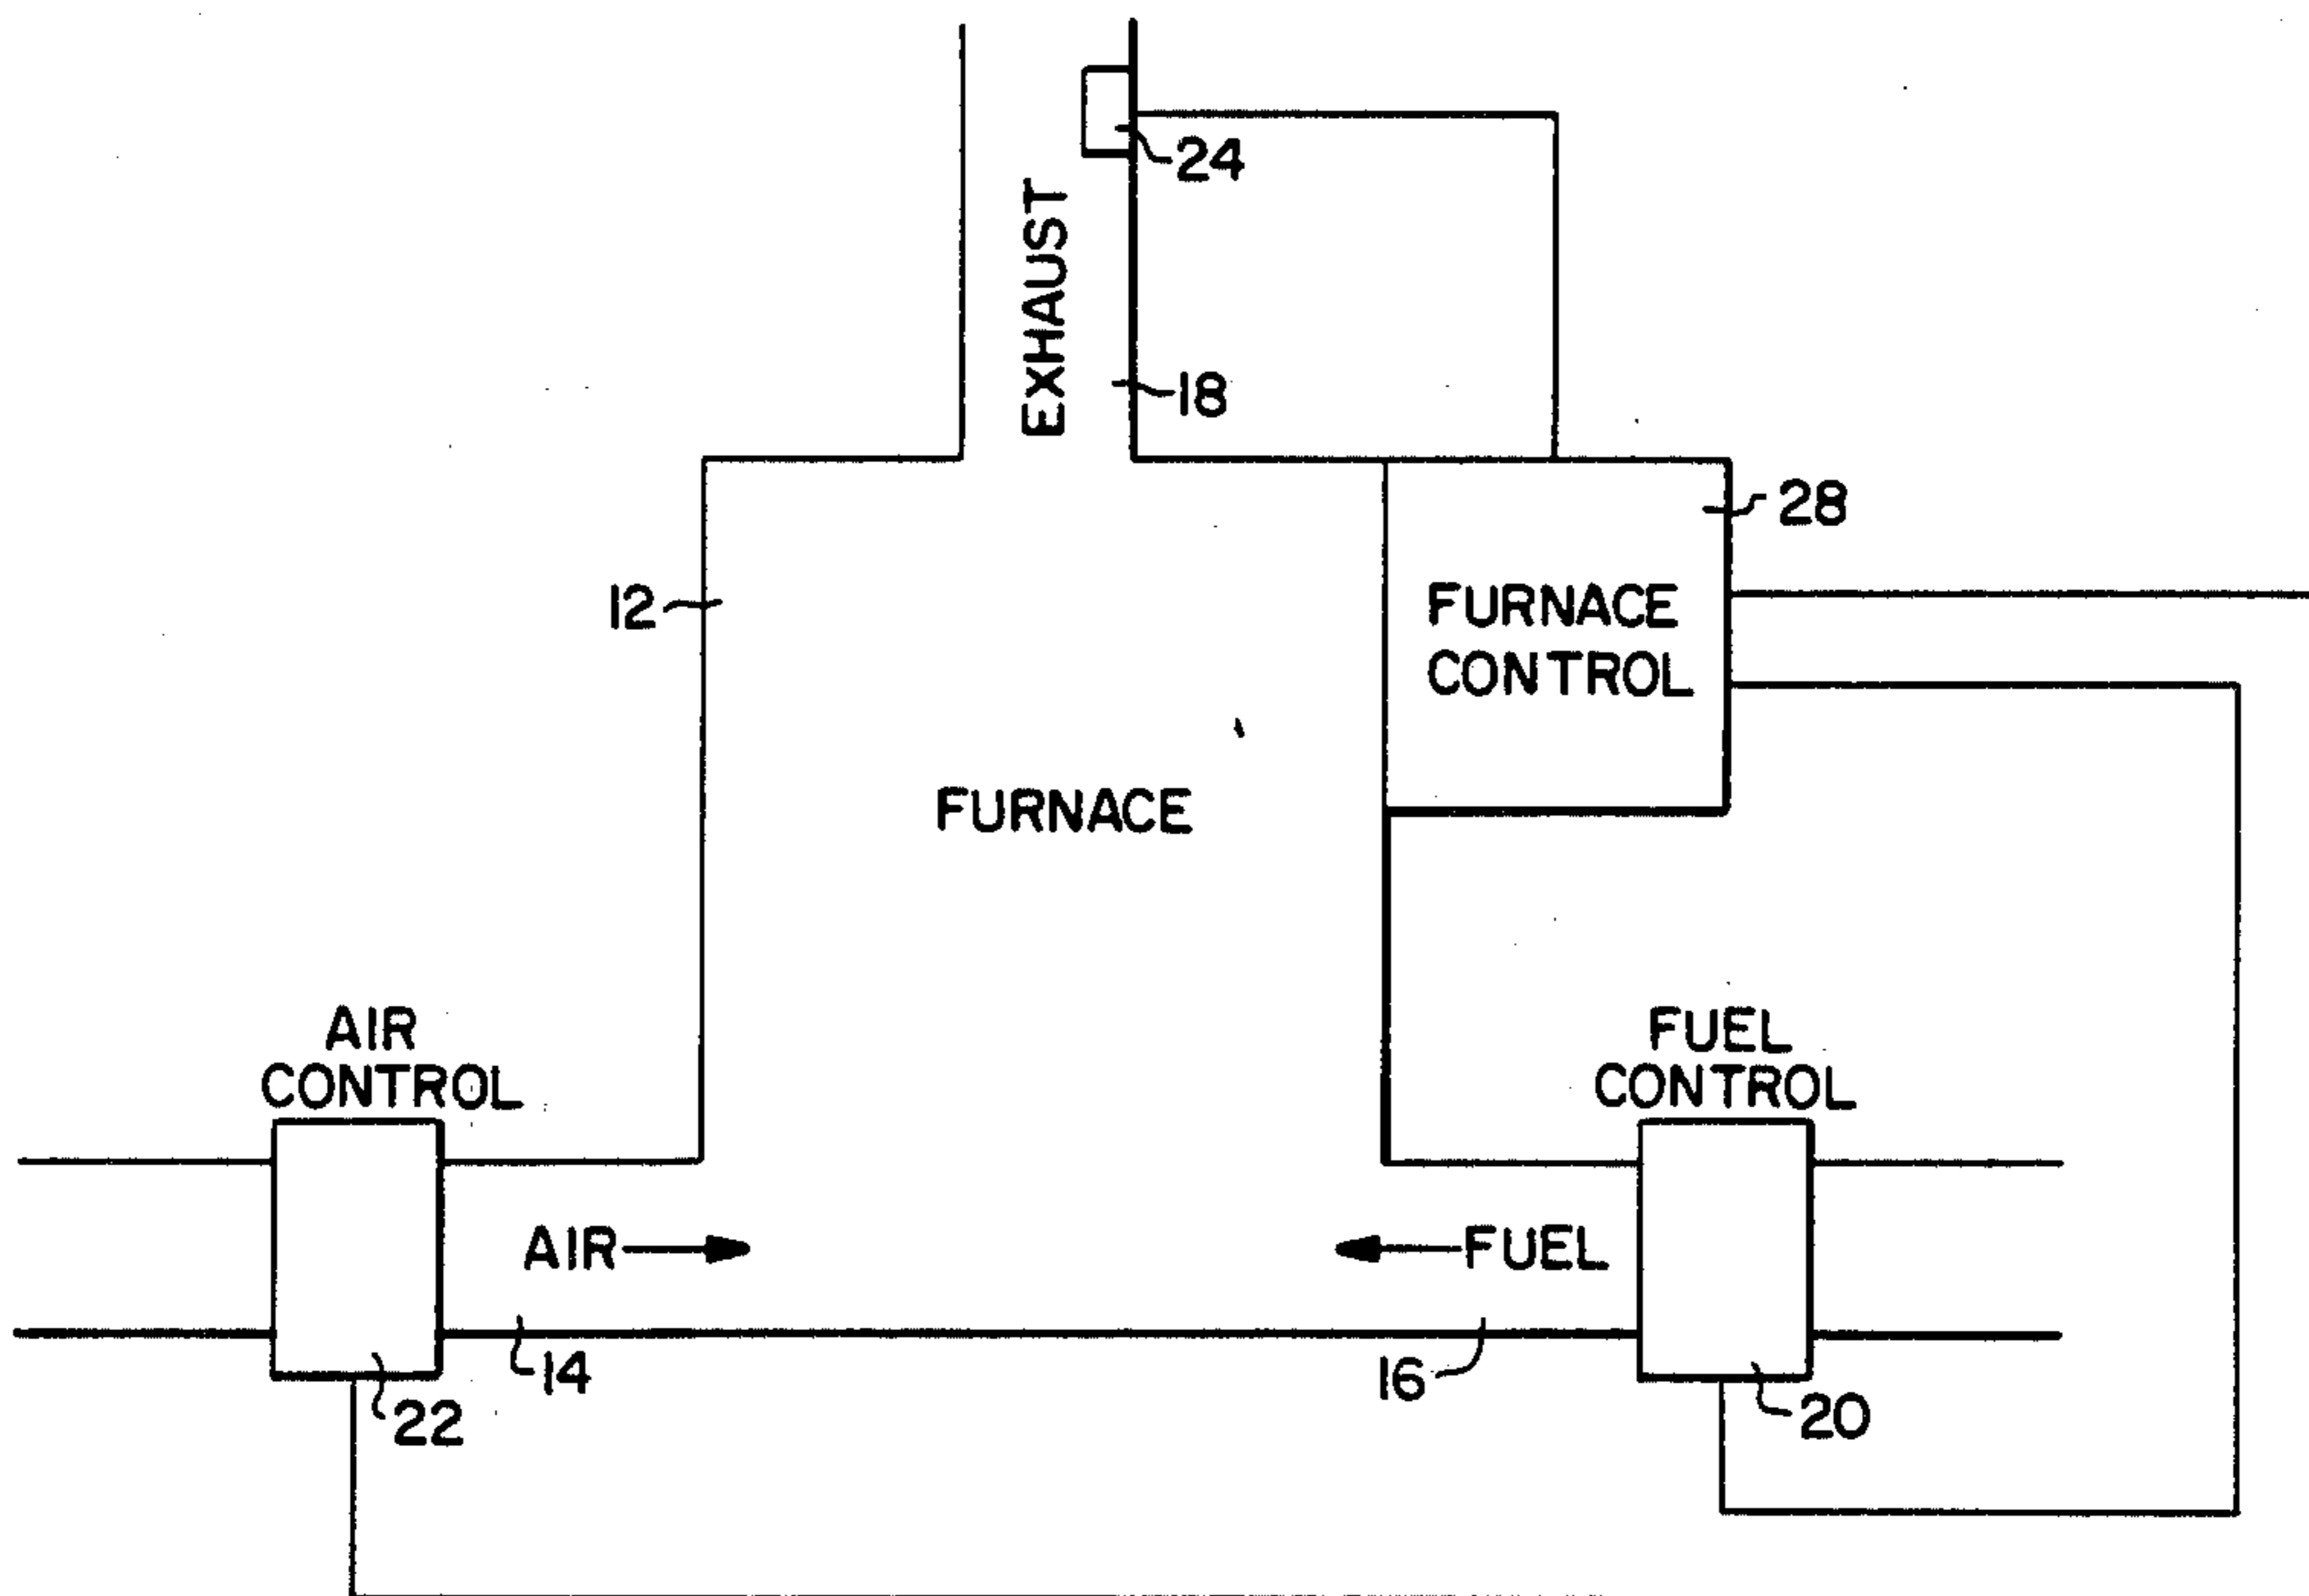 24
EXHAUST
18
28
12
FURNACE
CONTROL
FURNACE
AIR
CONTROL
FUEL
CONTROL
AIR
FUEL
14
16
22
20